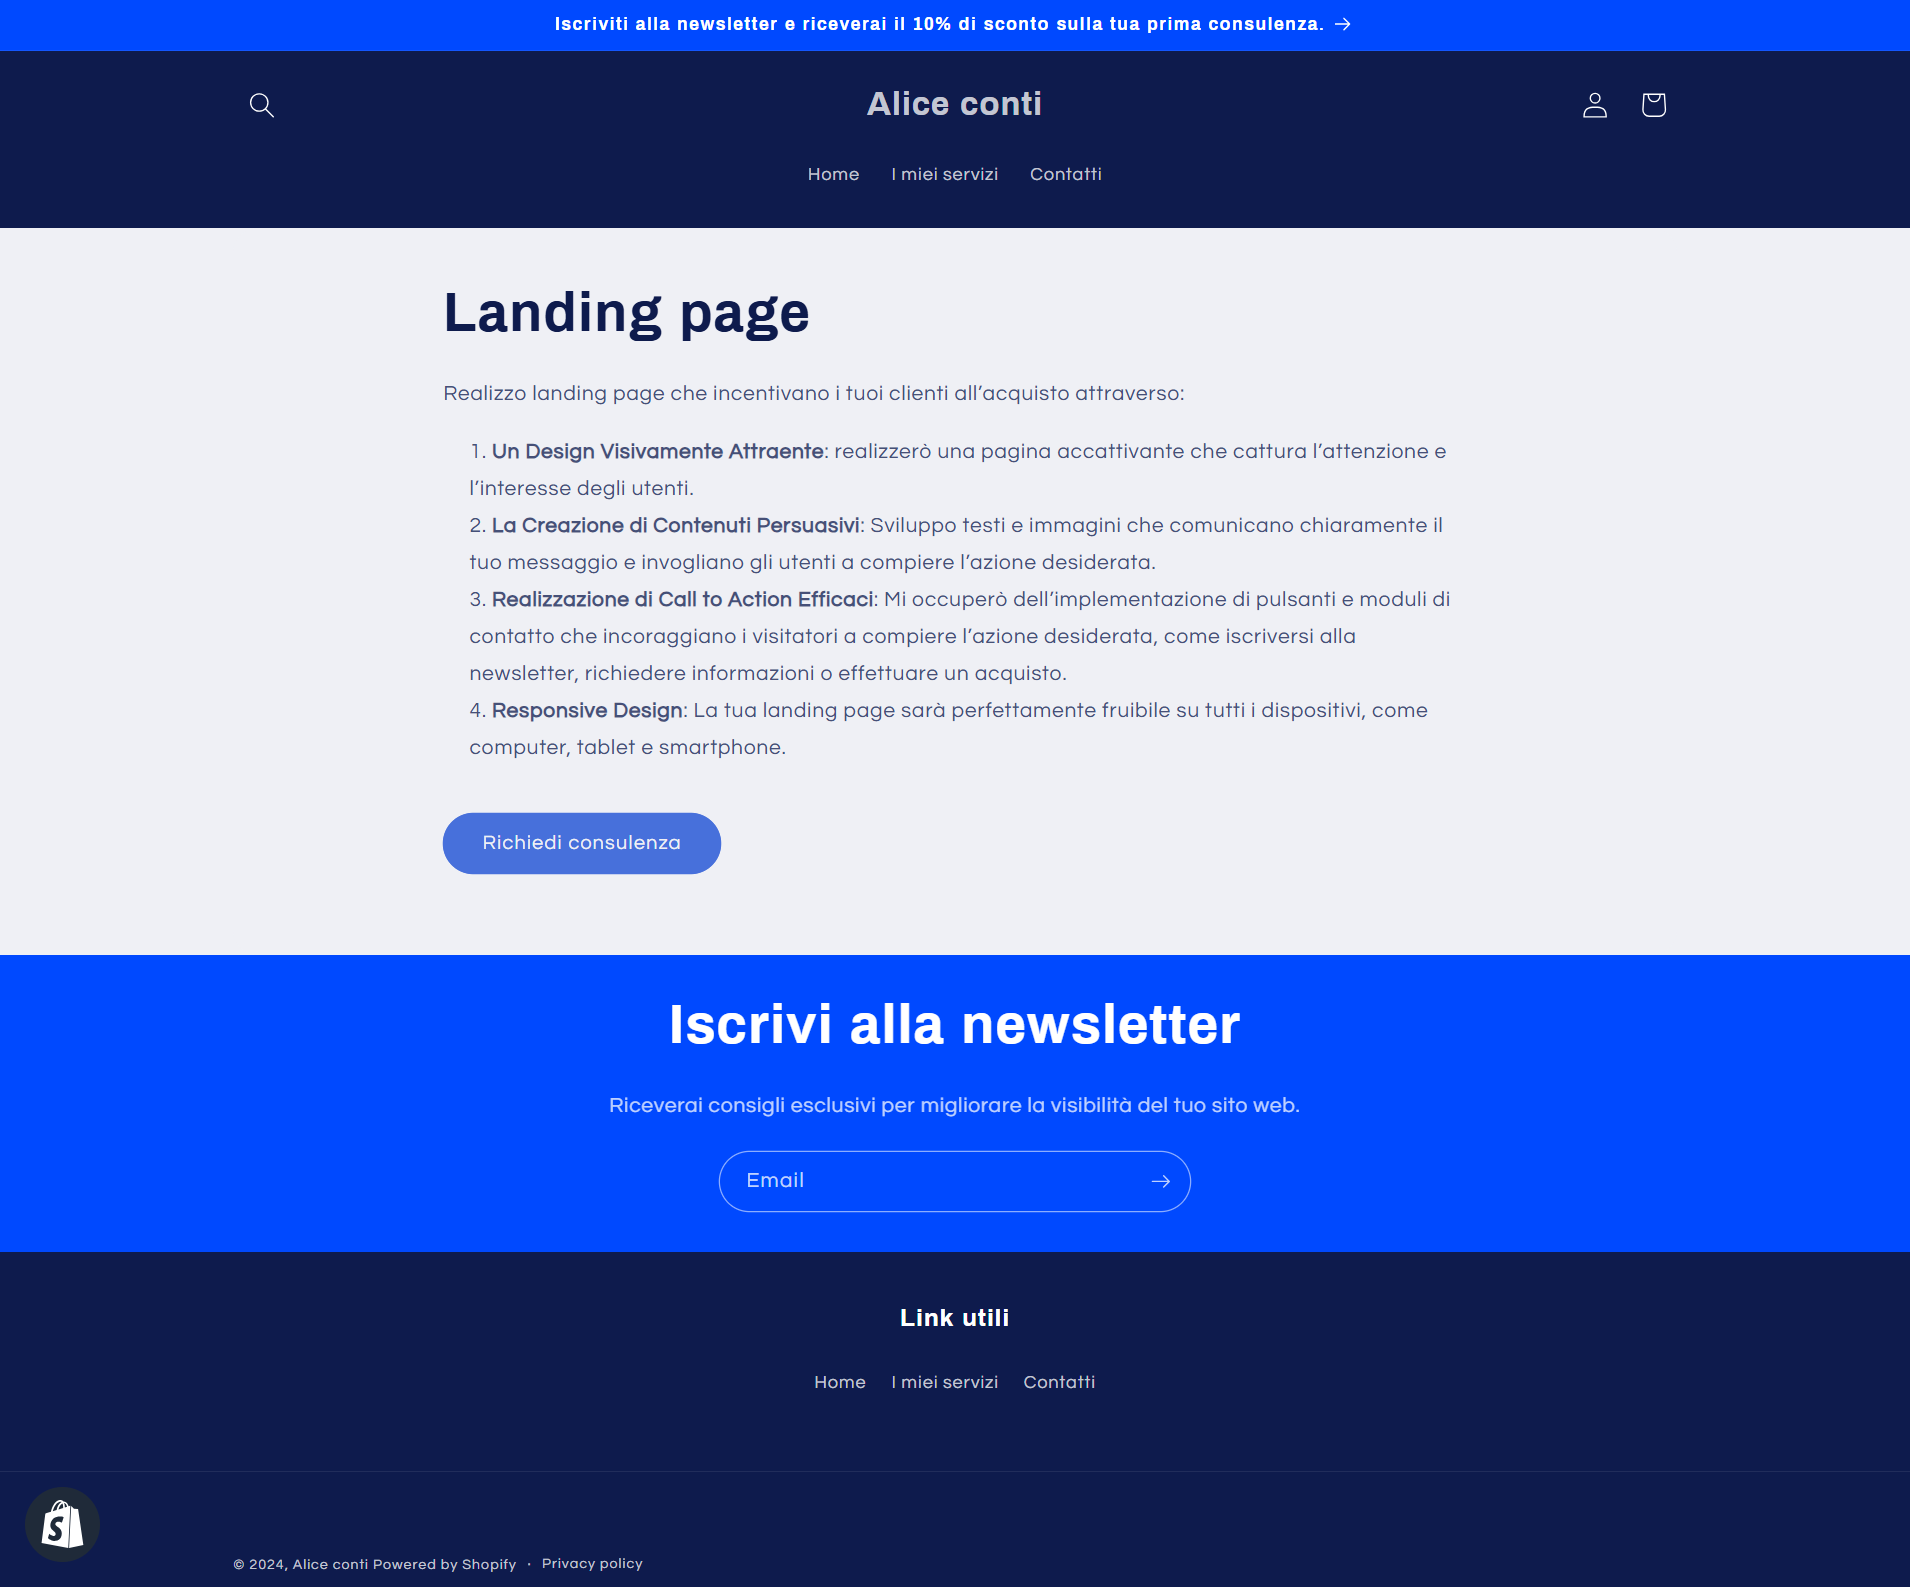 Iscriviti alla newsletter e riceverai il 10% di sconto sulla tua prima consulenza.
Alice conti
Home I miei servizi Contatti
Landing page
Realizzo landing page che incentivano i tuoi clienti all’acquisto attraverso:
1. Un Design Visivamente Attraente: realizzerò una pagina accattivante che cattura l’attenzione e
l’interesse degli utenti.
2. La Creazione di Contenuti Persuasivi: Sviluppo testi e immagini che comunicano chiaramente il
tuo messaggio e invogliano gli utenti a compiere l’azione desiderata.
3. Realizzazione di Call to Action Efficaci: Mi occuperò dell’implementazione di pulsanti e moduli di
contatto che incoraggiano i visitatori a compiere l’azione desiderata, come iscriversi alla
newsletter, richiedere informazioni o effettuare un acquisto.
4. Responsive Design: La tua landing page sarà perfettamente fruibile su tutti i dispositivi, come
computer, tablet e smartphone.
Richiedi consulenza
Iscrivi alla newsletter
Riceverai consigli esclusivi per migliorare la visibilità del tuo sito web.
Email
Link utili
Home I miei servizi Contatti
© 2024, Alice conti Powered by Shopify · Privacy policy